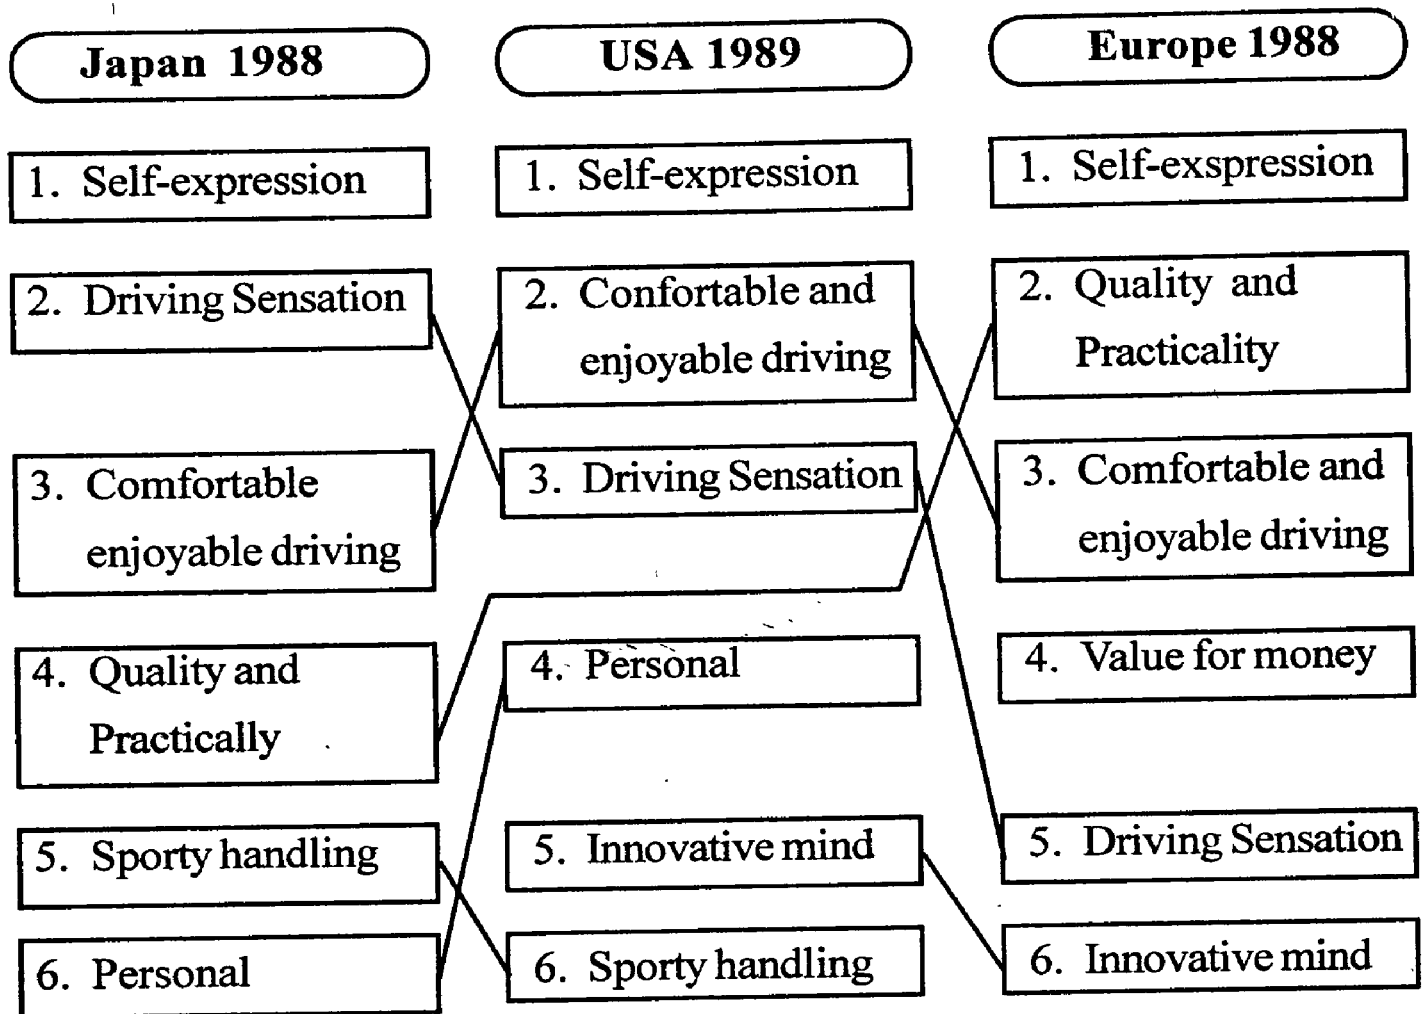 Japan 1988
1. Self-expression
2. Driving Sensation
3. Comfortable
enjoyable driving
4. Quality and
Practically
5. Sporty handling
6. Personal
USA 1989
1. Self-expression
2. Confortable and
enjoyable driving
3. Driving Sensation
4. Personal
5. Innovative mind
6. Sporty handling
Europe 1988
1. Self-exspression
2. Quality and
Practicality
3. Comfortable and
enjoyable driving
4. Value for money
5. Driving Sensation
6. Innovative mind